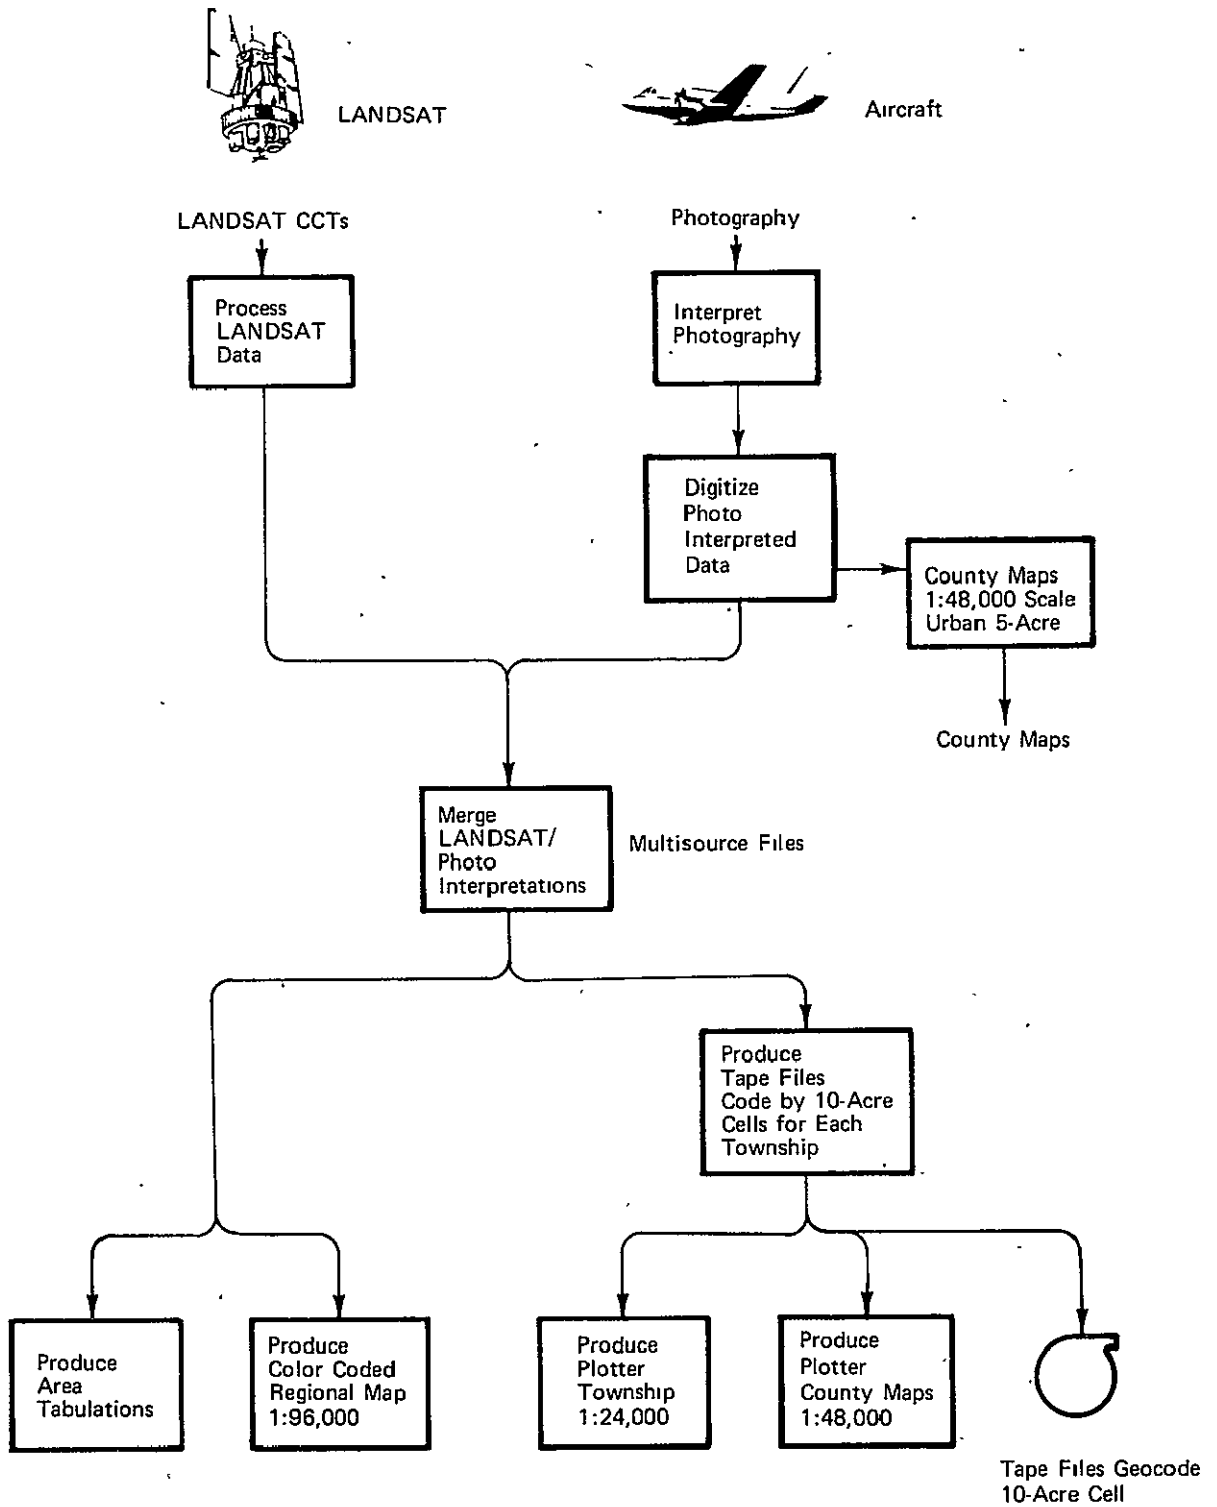 LANDSAT
Aircraft
LANDSAT CCTs
Photography
Process
LANDSAT
Data
Interpret
Photography
Digitize
Photo
Interpreted
Data
County Maps
1:48,000 Scale
Urban 5-Acre
County Maps
Merge
LANDSAT/
Photo
Interpretations
Multisource Files
Produce
Tape Files
Code by 10-Acre
Cells for Each
Township
Produce
Area
Tabulations
Produce
Color Coded
Regional Map
1:96,000
Produce
Plotter
Township
1:24,000
Produce
Plotter
County Maps
1:48,000
Tape Files Geocode
10-Acre Cell